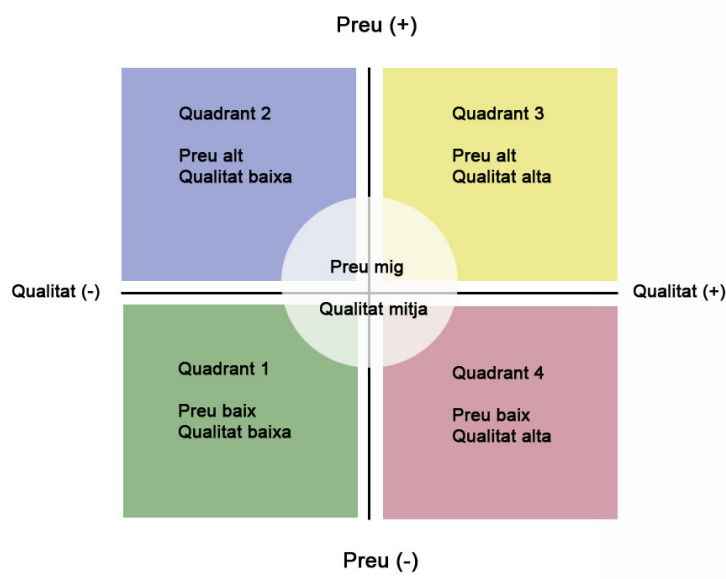 Preu (+)
Quadrant 2
Preu alt
Qualitat baixa
Quadrant 3
Preu alt
Qualitat alta
Preu mig
Qualitat mitja
Qualitat (-)
Qualitat (+)
Quadrant 1
Preu baix
Qualitat baixa
Quadrant 4
Preu baix
Qualitat alta
Preu (-)